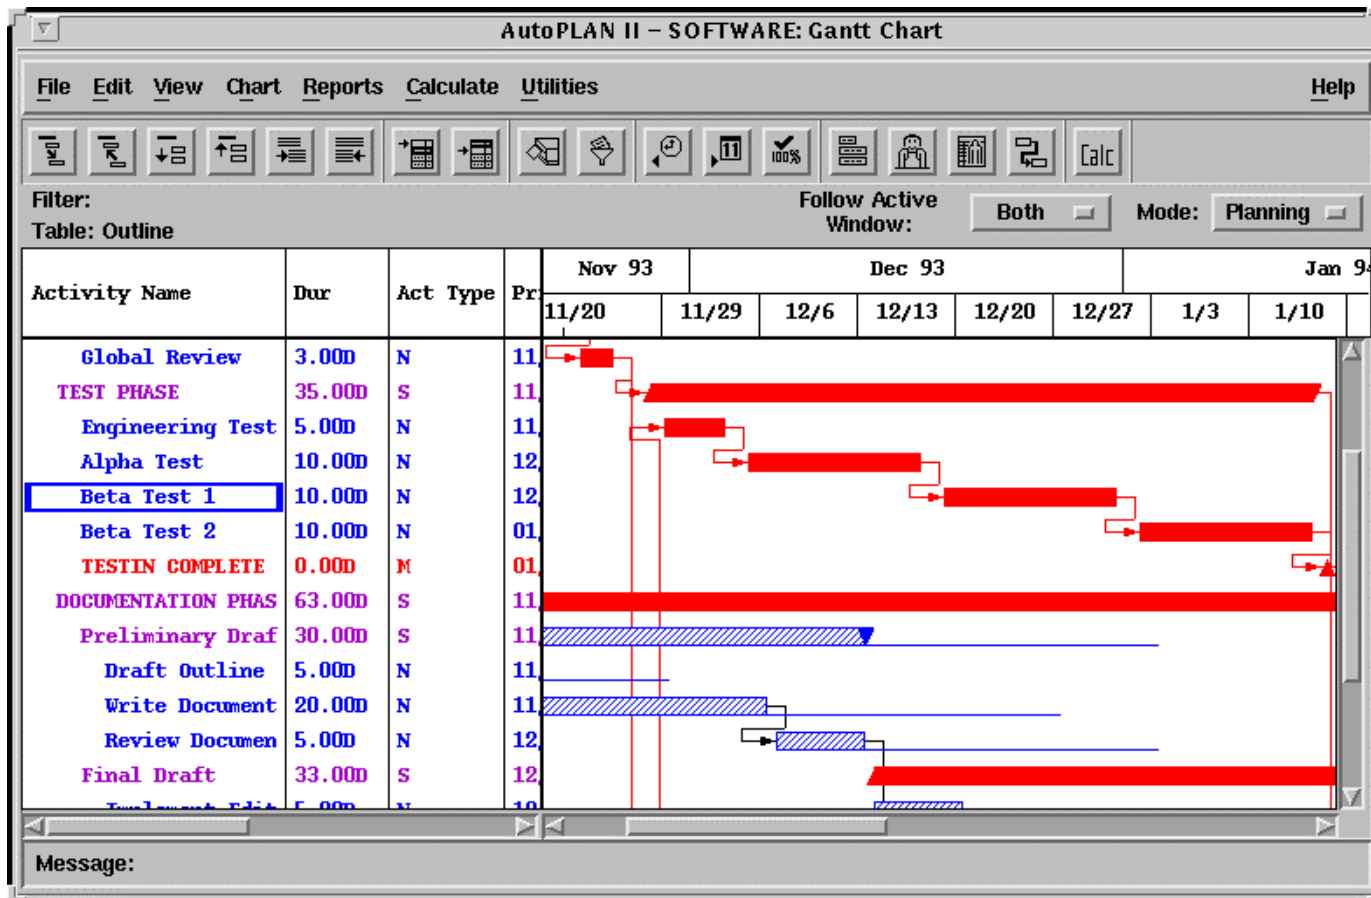 AutoPLAN II – SOFTWARE: Gantt Chart
File Edit View Chart Reports Calculate Utilities Help
11 100% Calc
Filter:
Follow Active Window: Both Mode: Planning
Table: Outline
Activity Name Dur Act Type Pr
Nov 93 Dec 93 Jan 9
11/20 11/29 12/6 12/13 12/20 12/27 1/3 1/10
Global Review 3.00D N 11
TEST PHASE 35.00D S 11
Engineering Test 5.00D N 11
Alpha Test 10.00D N 12
Beta Test 1 10.00D N 12
Beta Test 2 10.00D N 01
TESTIN COMPLETE 0.00D M 01
DOCUMENTATION PHAS 63.00D S 11
Preliminary Draf 30.00D S 11
Draft Outline 5.00D N 11
Write Document 20.00D N 11
Review Documen 5.00D N 12
Final Draft 33.00D S 12
Message: